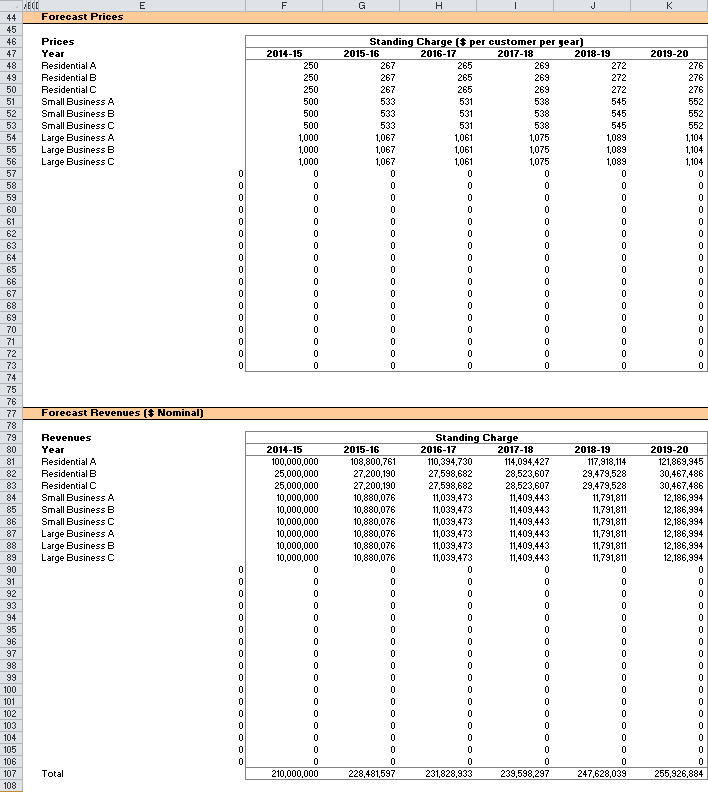 E F G H I J K
44 Forecast Prices
45
46 Prices Standing Charge ($ per customer per year)
47 Year 2014-15 2015-16 2016-17 2017-18 2018-19 2019-20
48 Residential A 250 267 265 269 272 276
49 Residential B 250 267 265 269 272 276
50 Residential C 250 267 265 269 272 276
51 Small Business A 500 533 531 538 545 552
52 Small Business B 500 533 531 538 545 552
53 Small Business C 500 533 531 538 545 552
54 Large Business A 1,000 1,067 1,061 1,075 1,089 1,104
55 Large Business B 1,000 1,067 1,061 1,075 1,089 1,104
56 Large Business C 1,000 1,067 1,061 1,075 1,089 1,104
57 0 0 0 0 0 0 0
58 0 0 0 0 0 0 0
59 0 0 0 0 0 0 0
60 0 0 0 0 0 0 0
61 0 0 0 0 0 0 0
62 0 0 0 0 0 0 0
63 0 0 0 0 0 0 0
64 0 0 0 0 0 0 0
65 0 0 0 0 0 0 0
66 0 0 0 0 0 0 0
67 0 0 0 0 0 0 0
68 0 0 0 0 0 0 0
69 0 0 0 0 0 0 0
70 0 0 0 0 0 0 0
71 0 0 0 0 0 0 0
72 0 0 0 0 0 0 0
73 0 0 0 0 0 0 0
74
75
76
77 Forecast Revenues ($ Nominal)
78
79 Revenues Standing Charge
80 Year 2014-15 2015-16 2016-17 2017-18 2018-19 2019-20
81 Residential A 100,000,000 108,800,761 110,394,730 114,094,427 117,918,114 121,869,945
82 Residential B 25,000,000 27,200,190 27,598,682 28,523,607 29,479,528 30,467,486
83 Residential C 25,000,000 27,200,190 27,598,682 28,523,607 29,479,528 30,467,486
84 Small Business A 10,000,000 10,880,076 11,039,473 11,409,443 11,791,811 12,186,994
85 Small Business B 10,000,000 10,880,076 11,039,473 11,409,443 11,791,811 12,186,994
86 Small Business C 10,000,000 10,880,076 11,039,473 11,409,443 11,791,811 12,186,994
87 Large Business A 10,000,000 10,880,076 11,039,473 11,409,443 11,791,811 12,186,994
88 Large Business B 10,000,000 10,880,076 11,039,473 11,409,443 11,791,811 12,186,994
89 Large Business C 10,000,000 10,880,076 11,039,473 11,409,443 11,791,811 12,186,994
90 0 0 0 0 0 0 0
91 0 0 0 0 0 0 0
92 0 0 0 0 0 0 0
93 0 0 0 0 0 0 0
94 0 0 0 0 0 0 0
95 0 0 0 0 0 0 0
96 0 0 0 0 0 0 0
97 0 0 0 0 0 0 0
98 0 0 0 0 0 0 0
99 0 0 0 0 0 0 0
100 0 0 0 0 0 0 0
101 0 0 0 0 0 0 0
102 0 0 0 0 0 0 0
103 0 0 0 0 0 0 0
104 0 0 0 0 0 0 0
105 0 0 0 0 0 0 0
106 0 0 0 0 0 0 0
107 Total 210,000,000 228,481,597 231,828,933 239,598,297 247,628,039 255,926,884
108